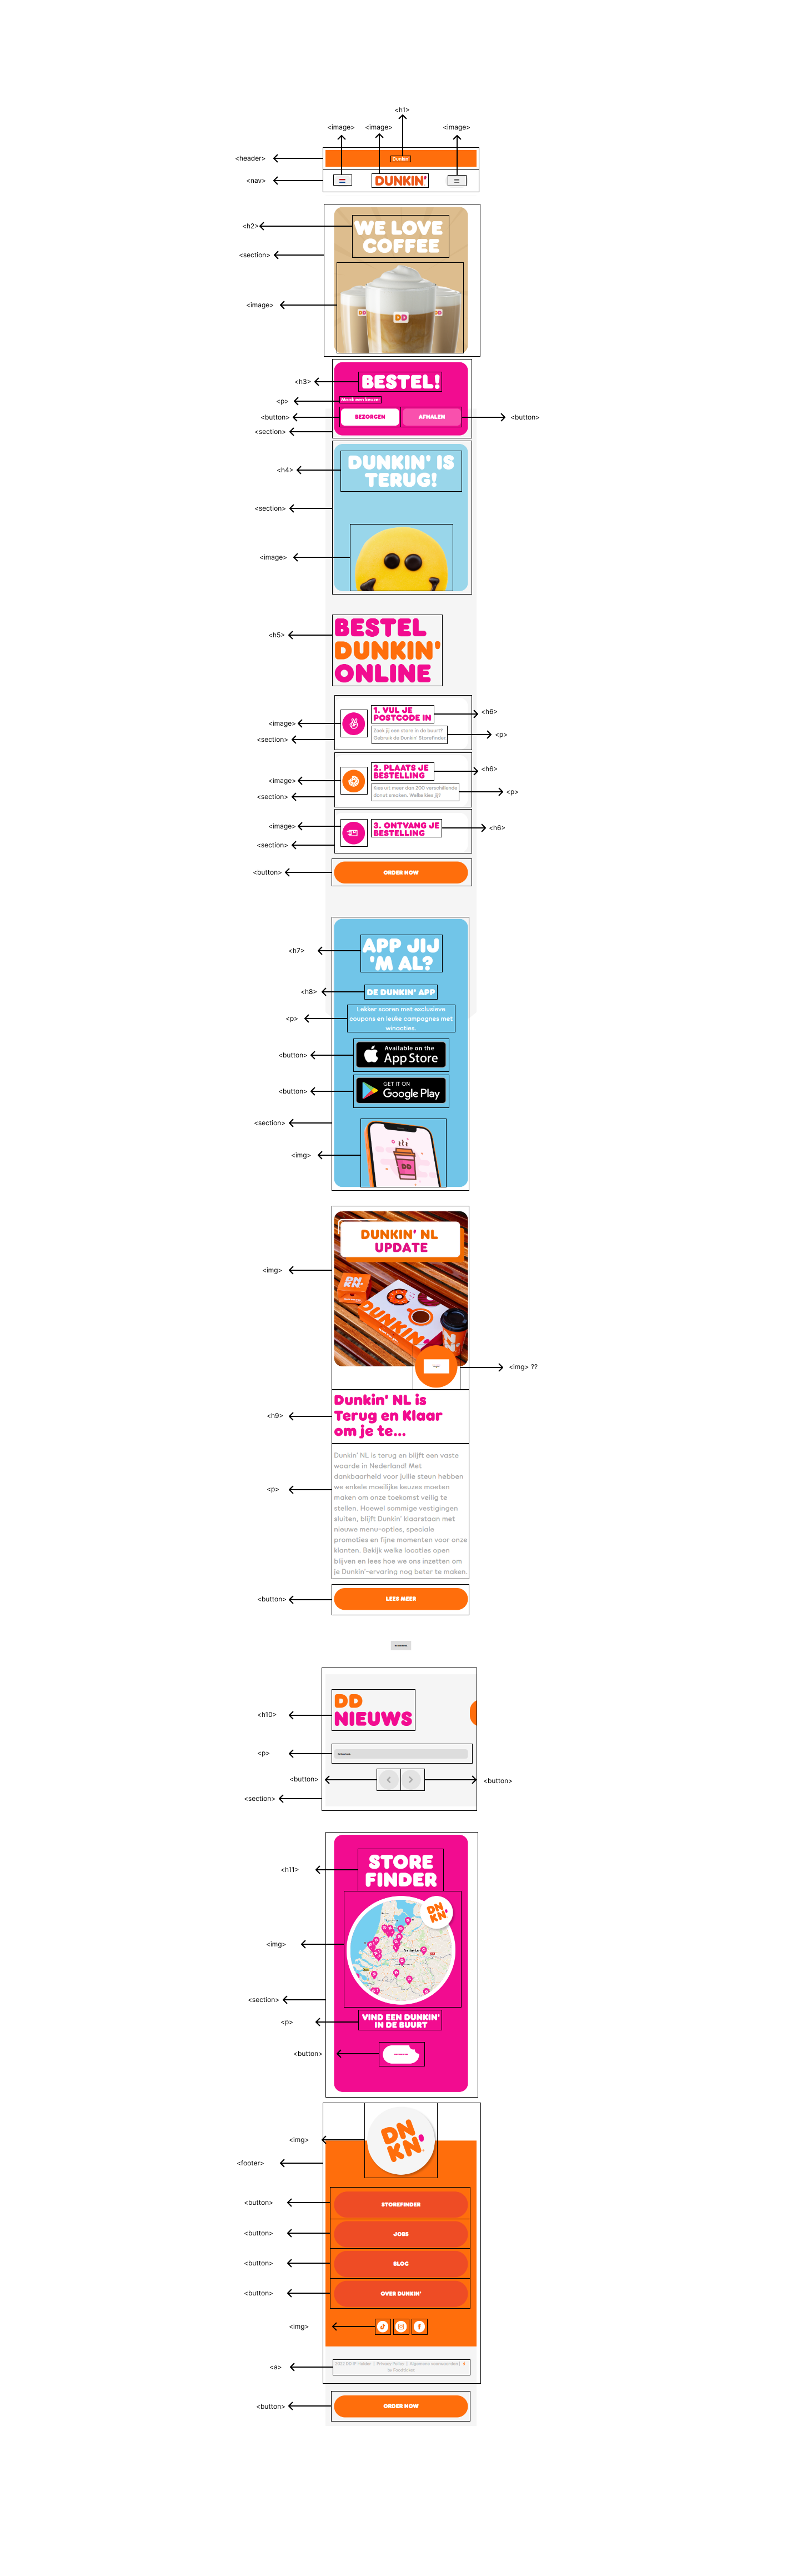 <h1>
<image>
<image>
<image>
<header>
Dunkin'
<nav>
DUNKIN'
<h2>
WE LOVE
COFFEE
<section>
<image>
DD
DD
DD
<h3>
BESTEL!
<p>
Maak een keuze:
<button>
BEZORGEN
AFHALEN
<button>
<section>
<h4>
DUNKIN' IS
TERUG!
<section>
<image>
<h5>
BESTEL
DUNKIN'
ONLINE
1. VUL JE
POSTCODE IN
<h6>
<image>
Zoek jij een store in de buurt?
Gebruik de Dunkin' Storefinder
<p>
<section>
2. PLAATS JE
BESTELLING
<h6>
<image>
Kies uit meer dan 200 verschillende
donut smaken. Welke kies jij?
<p>
<section>
<image>
3. ONTVANG JE
BESTELLING
<h6>
<section>
<button>
ORDER NOW
<h7>
APP JIJ
'M AL?
<h8>
DE DUNKIN' APP
<p>
Lekker scoren met exclusieve
coupons en leuke campagnes met
winacties.
<button>
Available on the
App Store
<button>
GET IT ON
Google Play
<section>
<img>
DD
DUNKIN' NL
UPDATE
<img>
DN
KN'
DUNKIN'
<img> ??
<h9>
Dunkin' NL is
Terug en Klaar
om je te...
<p>
Dunkin' NL is terug en blijft een vaste
waarde in Nederland! Met
dankbaarheid voor jullie steun hebben
we enkele moeilijke keuzes moeten
maken om onze toekomst veilig te
stellen. Hoewel sommige vestigingen
sluiten, blijft Dunkin' klaarstaan met
nieuwe menu-opties, speciale
promoties en fijne momenten voor onze
klanten. Bekijk welke locaties open
blijven en lees hoe we ons inzetten om
je Dunkin'-ervaring nog beter te maken.
<button>
LEES MEER
<h10>
DD
NIEUWS
<p>
<button>
<button>
<section>
<h11>
STORE
FINDER
DN
KN'
<img>
<section>
<p>
VIND EEN DUNKIN'
IN DE BUURT
<button>
<img>
DN
KN'
<footer>
<button>
STOREFINDER
<button>
JOBS
<button>
BLOG
<button>
OVER DUNKIN'
<img>
<a>
Privacy Policy | Algemene voorwaarden |
<button>
ORDER NOW